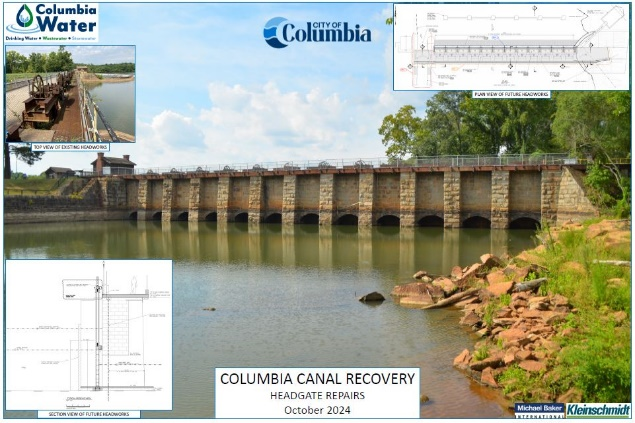 Columbia
Water
Drinking Water • Wastewater • Stormwater
CITY OF
Columbia
PLAN VIEW OF FUTURE HEADWORKS
TOP VIEW OF EXISTING HEADWORKS
SECTION VIEW OF FUTURE HEADWORKS
COLUMBIA CANAL RECOVERY
HEADGATE REPAIRS
October 2024
Michael Baker
INTERNATIONAL
Kleinschmidt